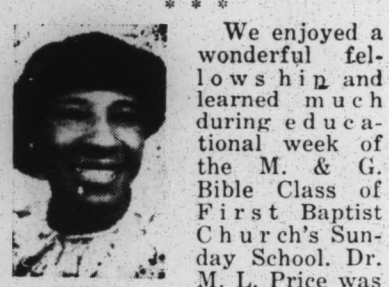 * * *
We enjoyed a
wonderful fel-
lowship and
learned much
during educa-
tional week of
the M. & G.
Bible Class of
First Baptist
Church's Sun-
day School. Dr.
M. L. Price was